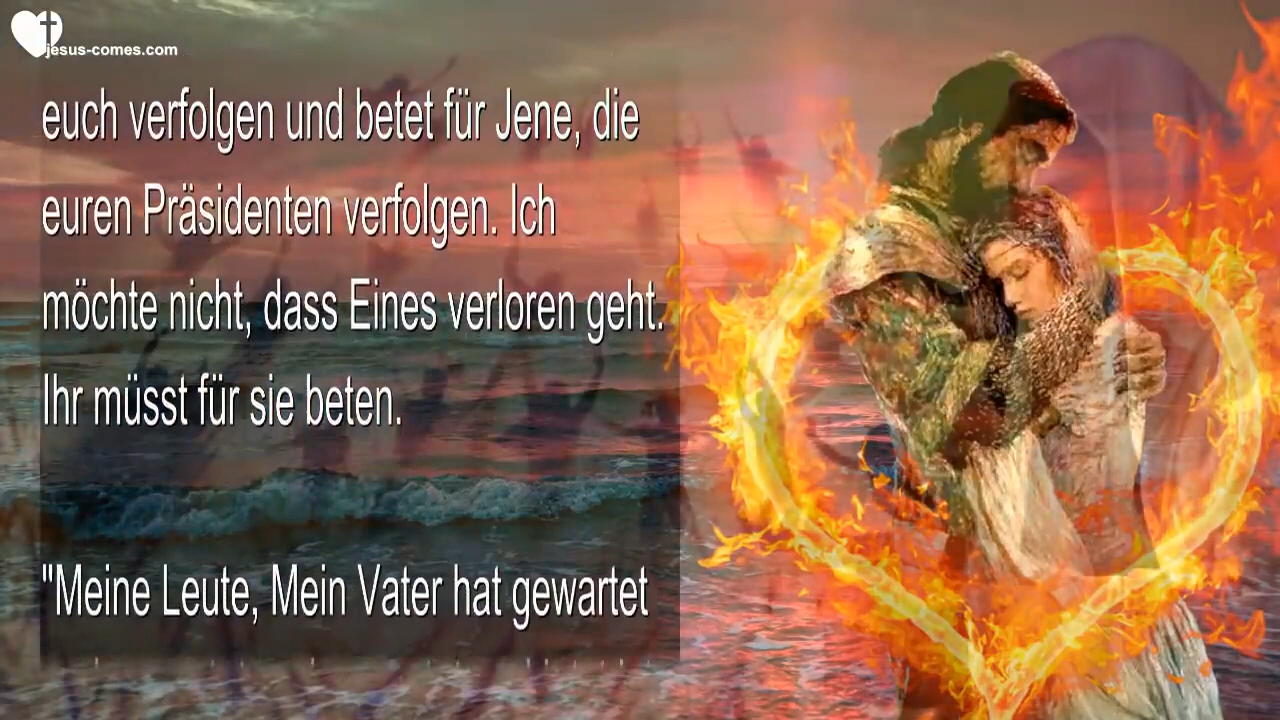 jesus-comes.com
euch verfolgen und betet für Jene, die
euren Präsidenten verfolgen. Ich
möchte nicht, dass Eines verloren geht.
Ihr müsst für sie beten.
"Meine Leute, Mein Vater hat gewartet